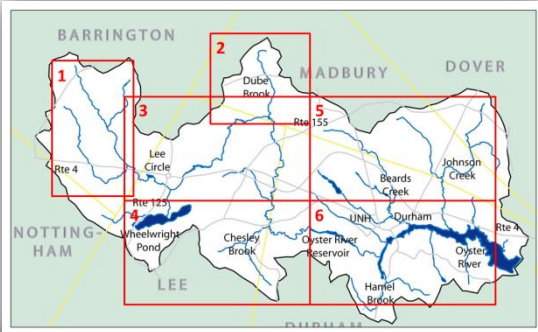 BARRINGTON
2
1
Dube
Brook
MADBURY
DOVER
3
5
Rte 155
Lee
Circle
Rte 4
Johnson
Creek
Beards
Creek
Rte 125
4
6
Wheelwright
Pond
NOTTING-
HAM
UNH
Durham
Rte 4
Chesley
Brook
Oyster River
Reservoir
Oyster
River
LEE
Hamel
Brook
DURHAM